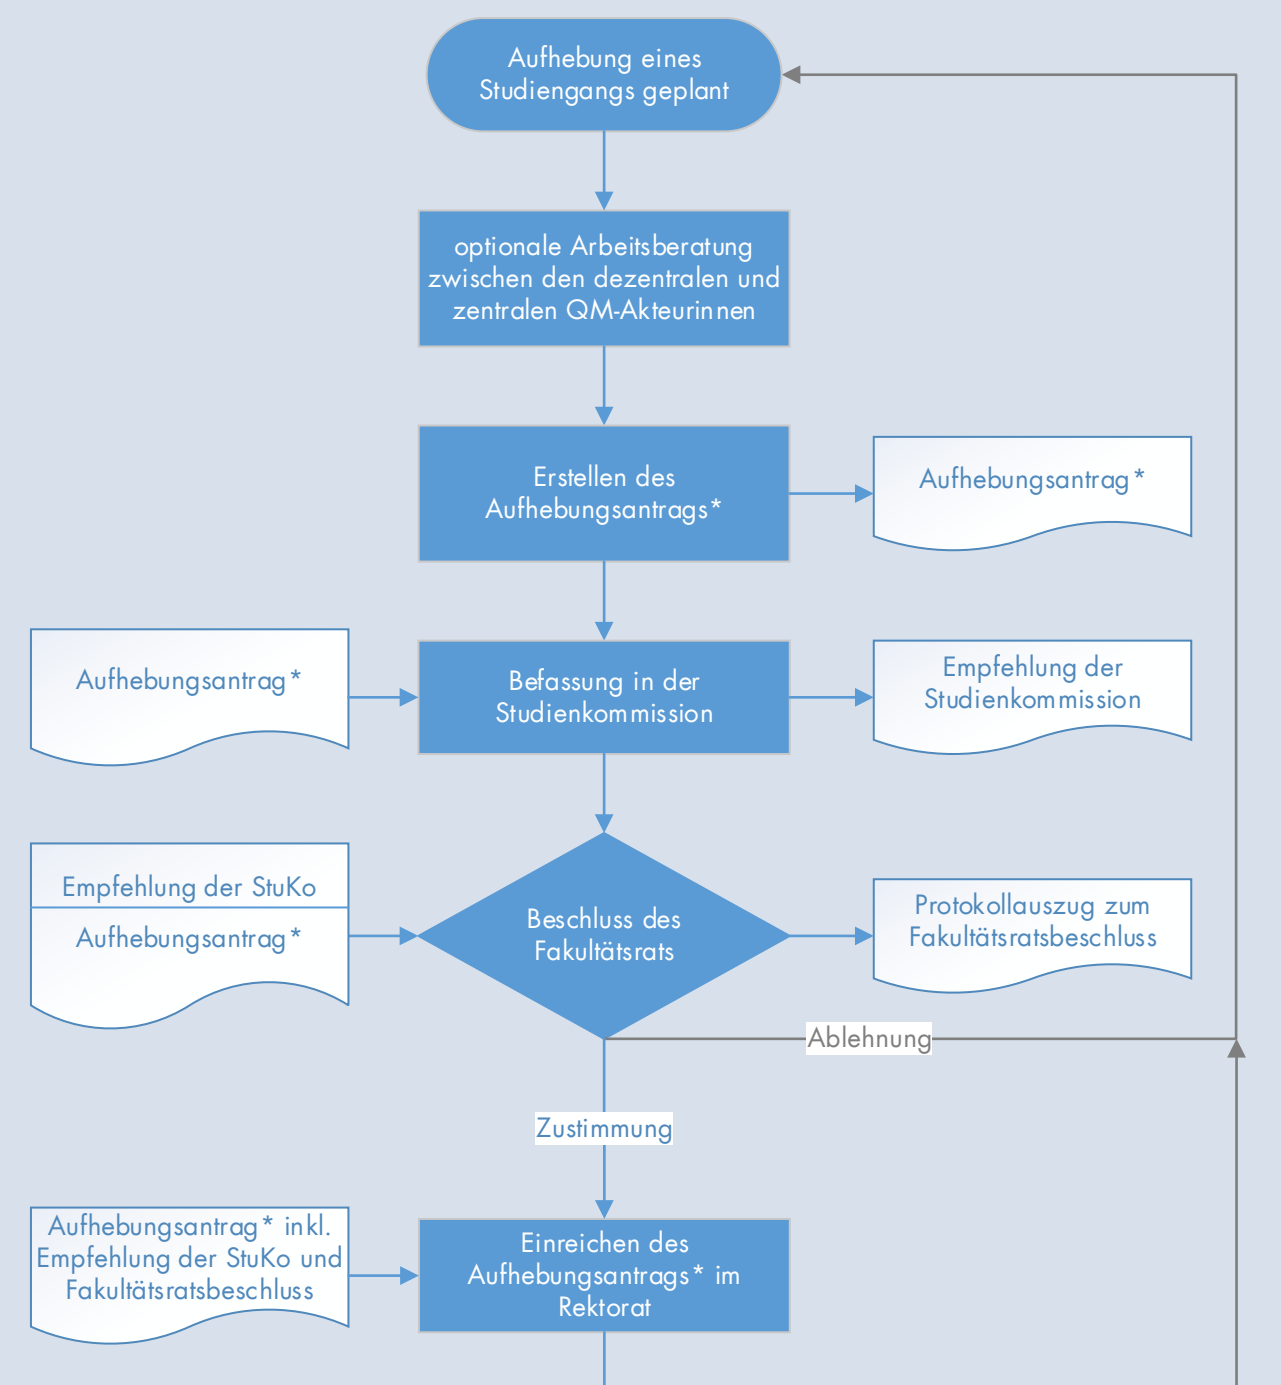 Aufhebung eines
Studiengangs geplant
optionale Arbeitsberatung
zwischen den dezentralen und
zentralen QM-Akteurinnen
Erstellen des
Aufhebungsantrags*
Aufhebungsantrag*
Aufhebungsantrag*
Befassung in der
Studienkommission
Empfehlung der
Studienkommission
Empfehlung der StuKo
Aufhebungsantrag*
Beschluss des
Fakultätsrats
Protokollauszug zum
Fakultätsratsbeschluss
Ablehnung
Zustimmung
Aufhebungsantrag* inkl.
Empfehlung der StuKo und
Fakultätsratsbeschluss
Einreichen des
Aufhebungsantrags* im
Rektorat